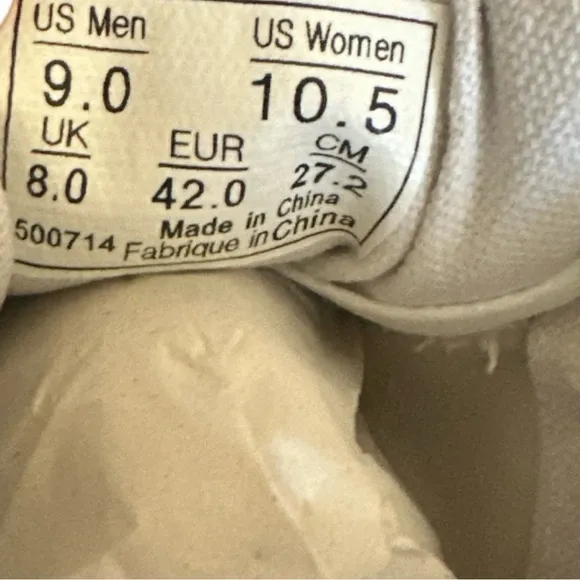 US Men US Women
9.0 10.5
UK EUR CM
8.0 42.0 27.2
Made in China
500714 Fabrique in China